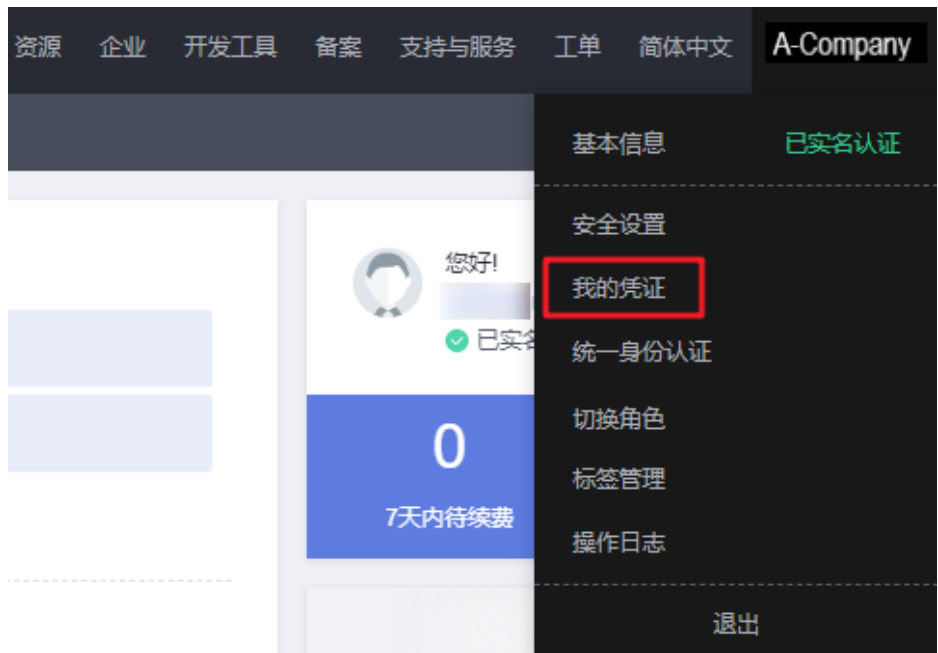 资源 企业 开发工具 备案 支持与服务 工单 简体中文 A-Company
基本信息 已实名认证
安全设置
您好!
我的凭证
已实名
统一身份认证
切换角色
0
标签管理
7天内待续费
操作日志
退出